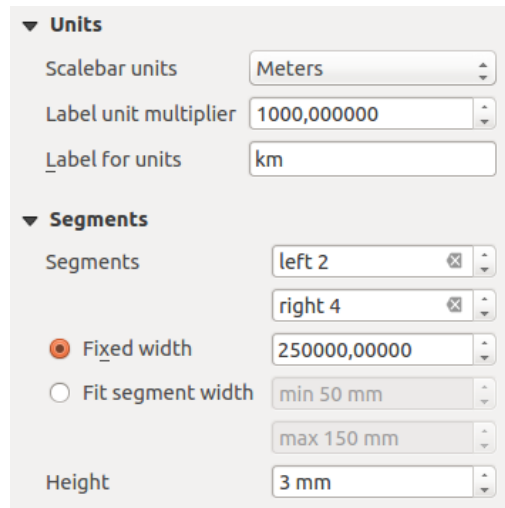 Units
Scalebar units Meters
Label unit multiplier 1000,000000
Label for units km
Segments
Segments left 2
right 4
Fixed width 250000,00000
Fit segment width min 50 mm
max 150 mm
Height 3 mm